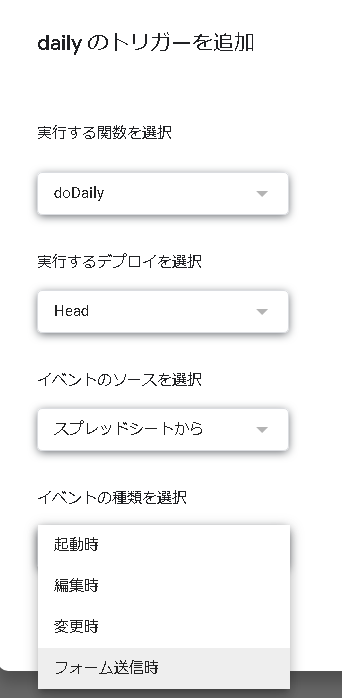 daily のトリガーを追加
実行する関数を選択
doDaily
実行するデプロイを選択
Head
イベントのソースを選択
スプレッドシートから
イベントの種類を選択
起動時
編集時
変更時
フォーム送信時